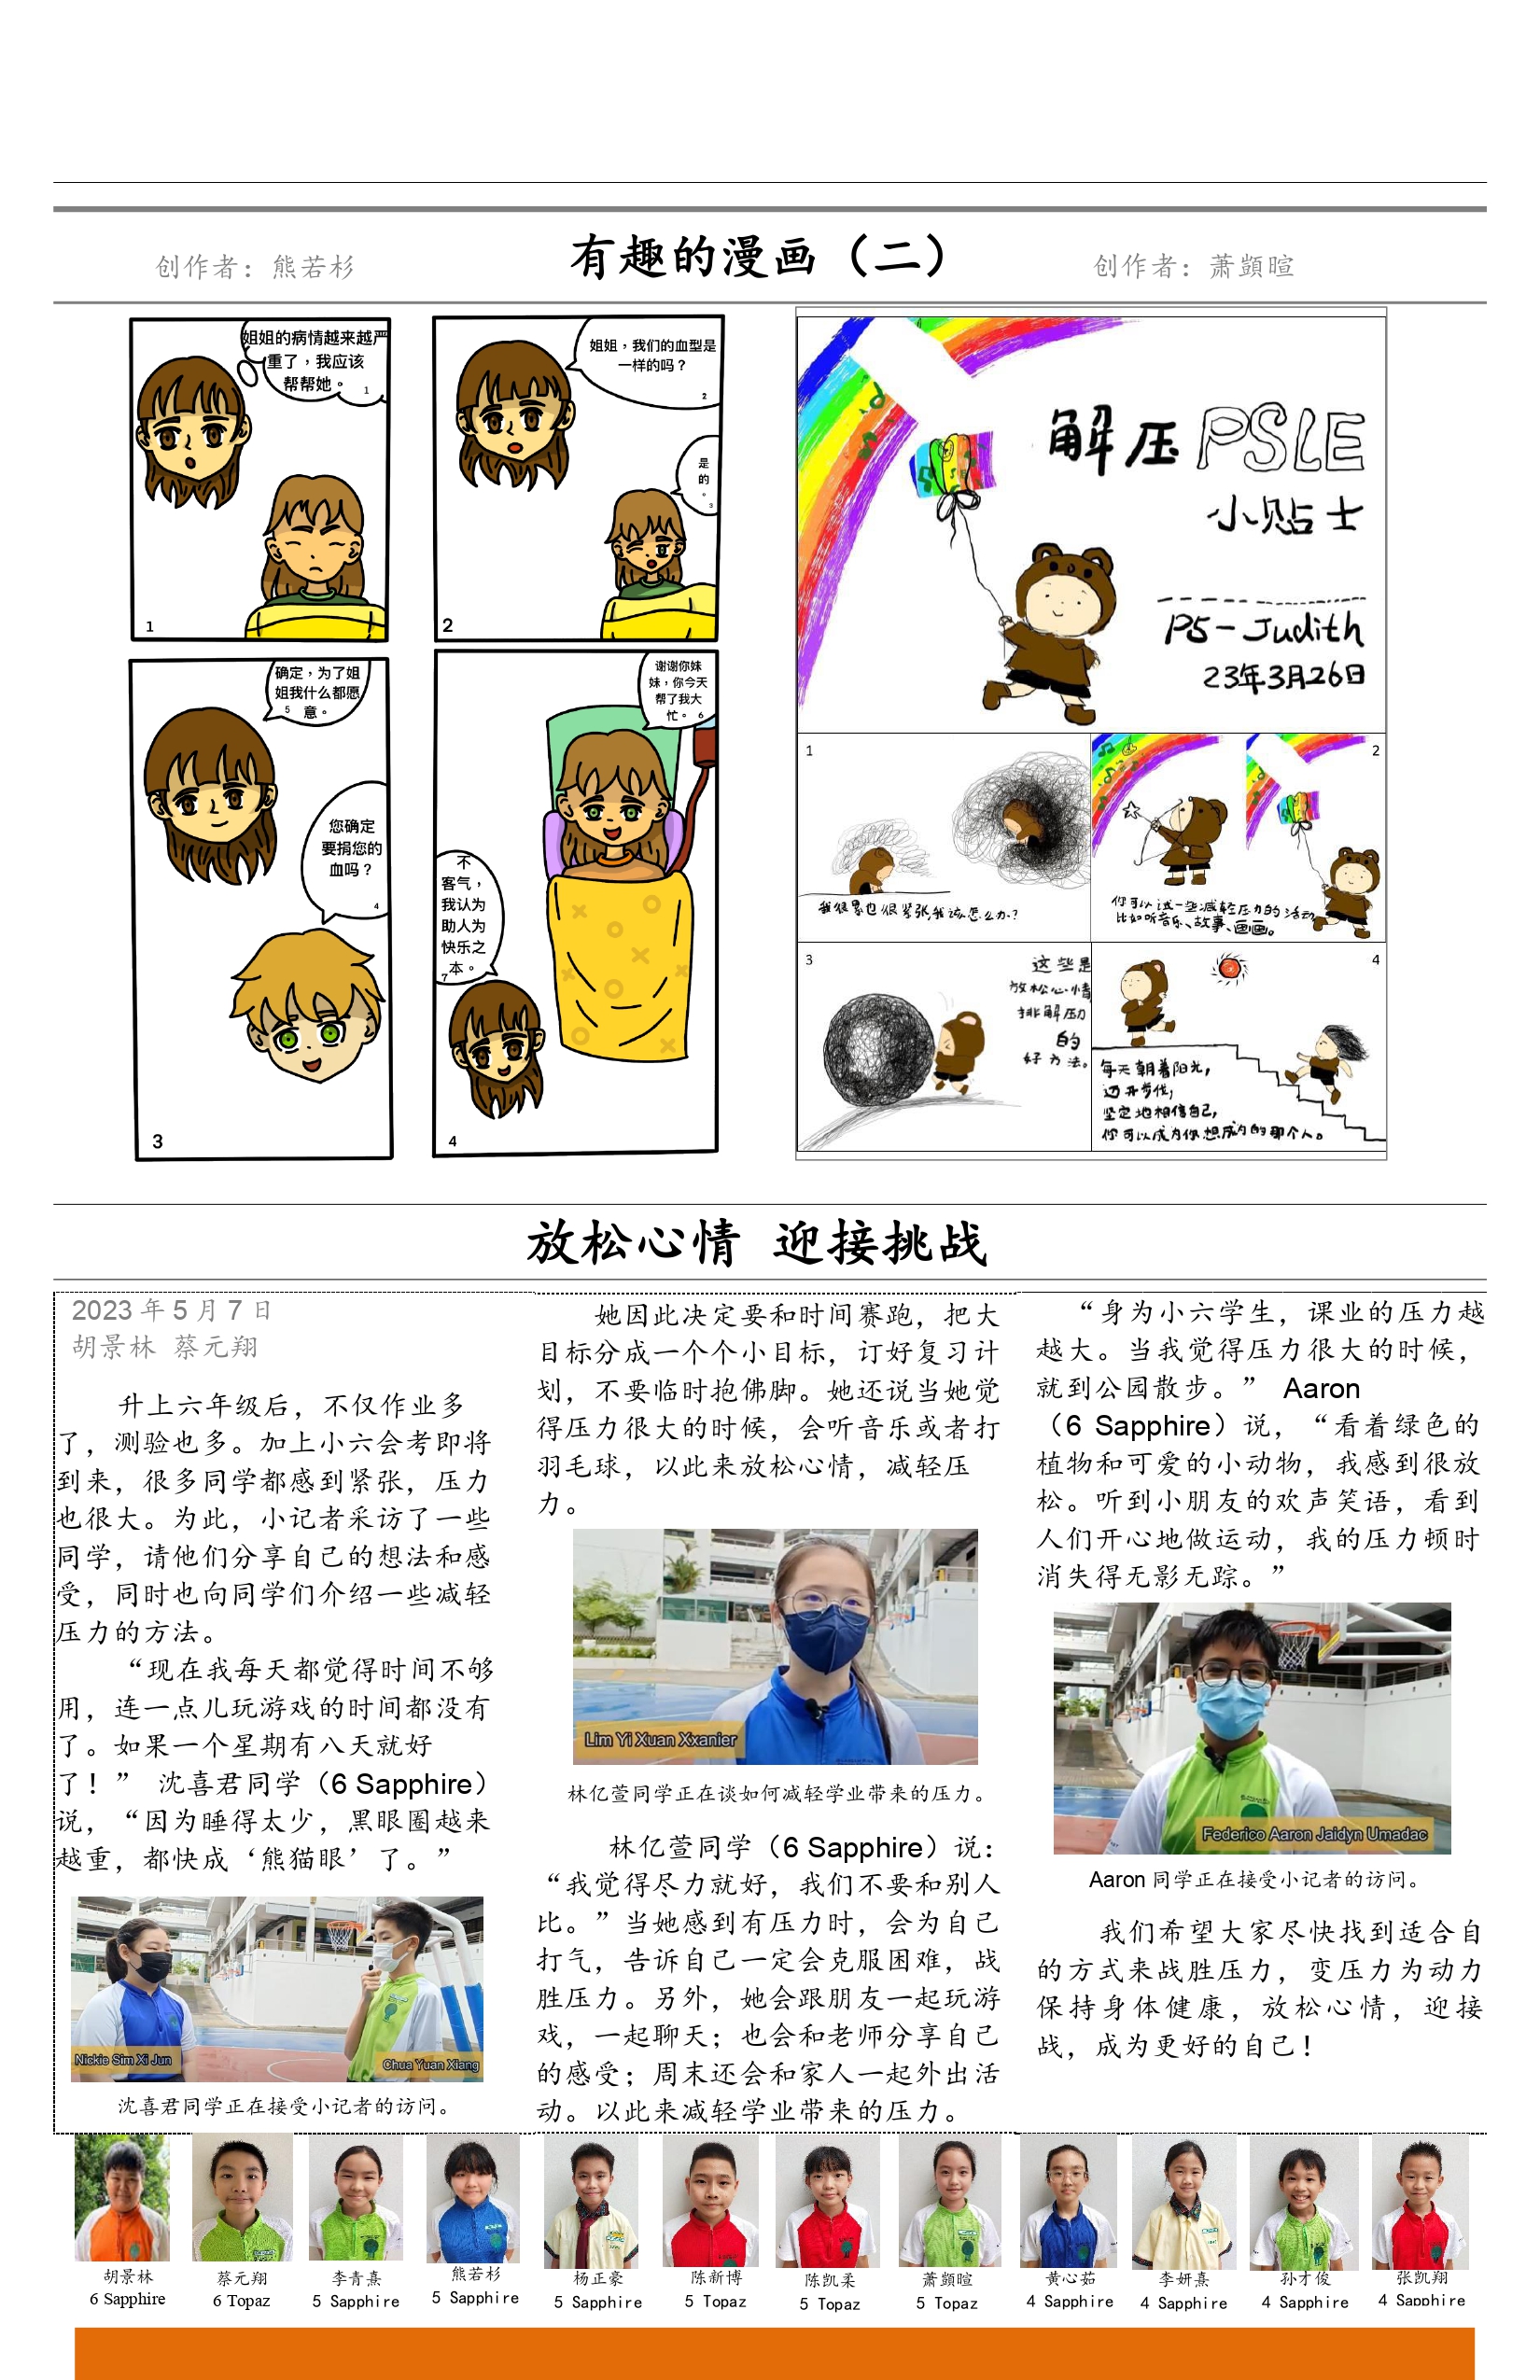 有趣的漫画（二）
创作者：熊若杉
创作者：萧顗暄
姐姐的病情越来越严
重了，我应该
帮帮她。 1
1
姐姐，我们的血型是
一样的吗？
2
是
的
。
3
2
确定，为了姐
姐我什么都愿
5 意。
您确定
要捐您的
血吗？
4
3
谢谢你妹
妹，你今天
帮了我大
忙。 6
不
客气，
我认为
助人为
快乐之
本。
7
4
解压PSLE
小贴士
P5-Judith
23年3月26日
1
我很累也很紧张,我该怎么办?
2
你可以试一些减轻压力的活动
比如听音乐、故事、画画。
3
这些是
放松心情
排解压力
的
好方法。
4
每天朝着阳光，
迈开步伐，
坚定地相信自己，
你可以成为你想成为的那个人。
放松心情 迎接挑战
2023 年 5 月 7 日
胡景林 蔡元翔
升上六年级后，不仅作业多
了，测验也多。加上小六会考即将
到来，很多同学都感到紧张，压力
也很大。为此，小记者采访了一些
同学，请他们分享自己的想法和感
受，同时也向同学们介绍一些减轻
压力的方法。
“现在我每天都觉得时间不够
用，连一点儿玩游戏的时间都没有
了。如果一个星期有八天就好
了！” 沈喜君同学（6 Sapphire）
说，“因为睡得太少，黑眼圈越来
越重，都快成‘熊猫眼’了。”
Nickie Sim Xi Jun
Chua Yuan Xiang
沈喜君同学正在接受小记者的访问。
她因此决定要和时间赛跑，把大
目标分成一个个小目标，订好复习计
划，不要临时抱佛脚。她还说当她觉
得压力很大的时候，会听音乐或者打
羽毛球，以此来放松心情，减轻压
力。
Lim Yi Xuan Xxanier
林亿萱同学正在谈如何减轻学业带来的压力。
林亿萱同学（6 Sapphire）说：
“我觉得尽力就好，我们不要和别人
比。”当她感到有压力时，会为自己
打气，告诉自己一定会克服困难，战
胜压力。另外，她会跟朋友一起玩游
戏，一起聊天；也会和老师分享自己
的感受；周末还会和家人一起外出活
动。以此来减轻学业带来的压力。
“身为小六学生，课业的压力越
越大。当我觉得压力很大的时候，
就到公园散步。” Aaron
（6 Sapphire）说，“看着绿色的
植物和可爱的小动物，我感到很放
松。听到小朋友的欢声笑语，看到
人们开心地做运动，我的压力顿时
消失得无影无踪。”
Federico Aaron Jaidyn Umadac
Aaron 同学正在接受小记者的访问。
我们希望大家尽快找到适合自
的方式来战胜压力，变压力为动力
保持身体健康，放松心情，迎接
战，成为更好的自己！
胡景林
6 Sapphire
蔡元翔
6 Topaz
李青熹
5 Sapphire
熊若杉
5 Sapphire
杨正豪
5 Sapphire
陈新博
5 Topaz
陈凯柔
5 Topaz
萧顗暄
5 Topaz
黄心茹
4 Sapphire
李妍熹
4 Sapphire
孙才俊
4 Sapphire
张凯翔
4 Sapphire